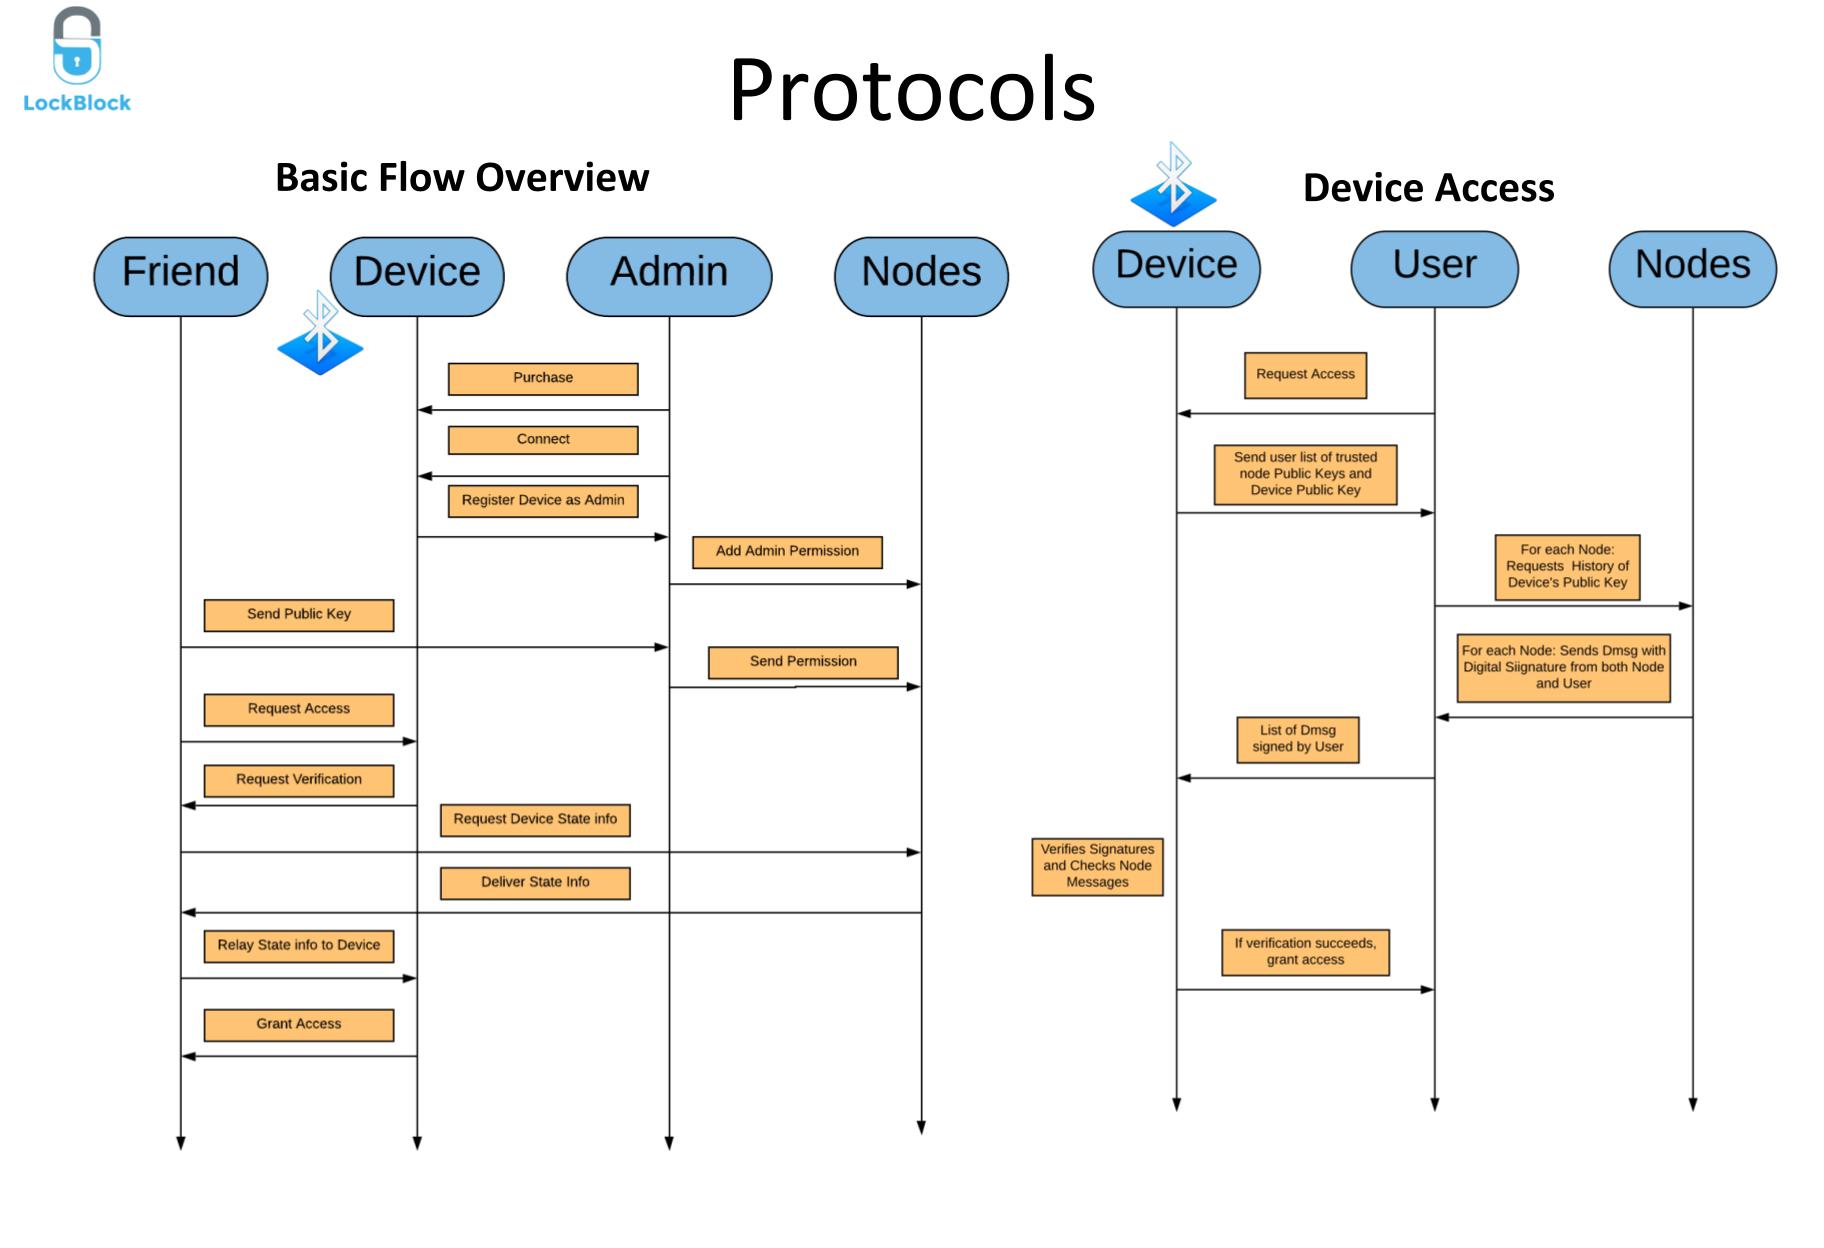 LockBlock
Protocols
Basic Flow Overview
Friend
Device
Admin
Nodes
Purchase
Connect
Register Device as Admin
Add Admin Permission
Send Public Key
Send Permission
Request Access
Request Verification
Request Device State info
Deliver State Info
Relay State info to Device
Grant Access
Device Access
Device
User
Nodes
Request Access
Send user list of trusted
node Public Keys and
Device Public Key
For each Node:
Requests History of
Device's Public Key
For each Node: Sends Dmsg with
Digital Siignature from both Node
and User
List of Dmsg
signed by User
Verifies Signatures
and Checks Node
Messages
If verification succeeds,
grant access